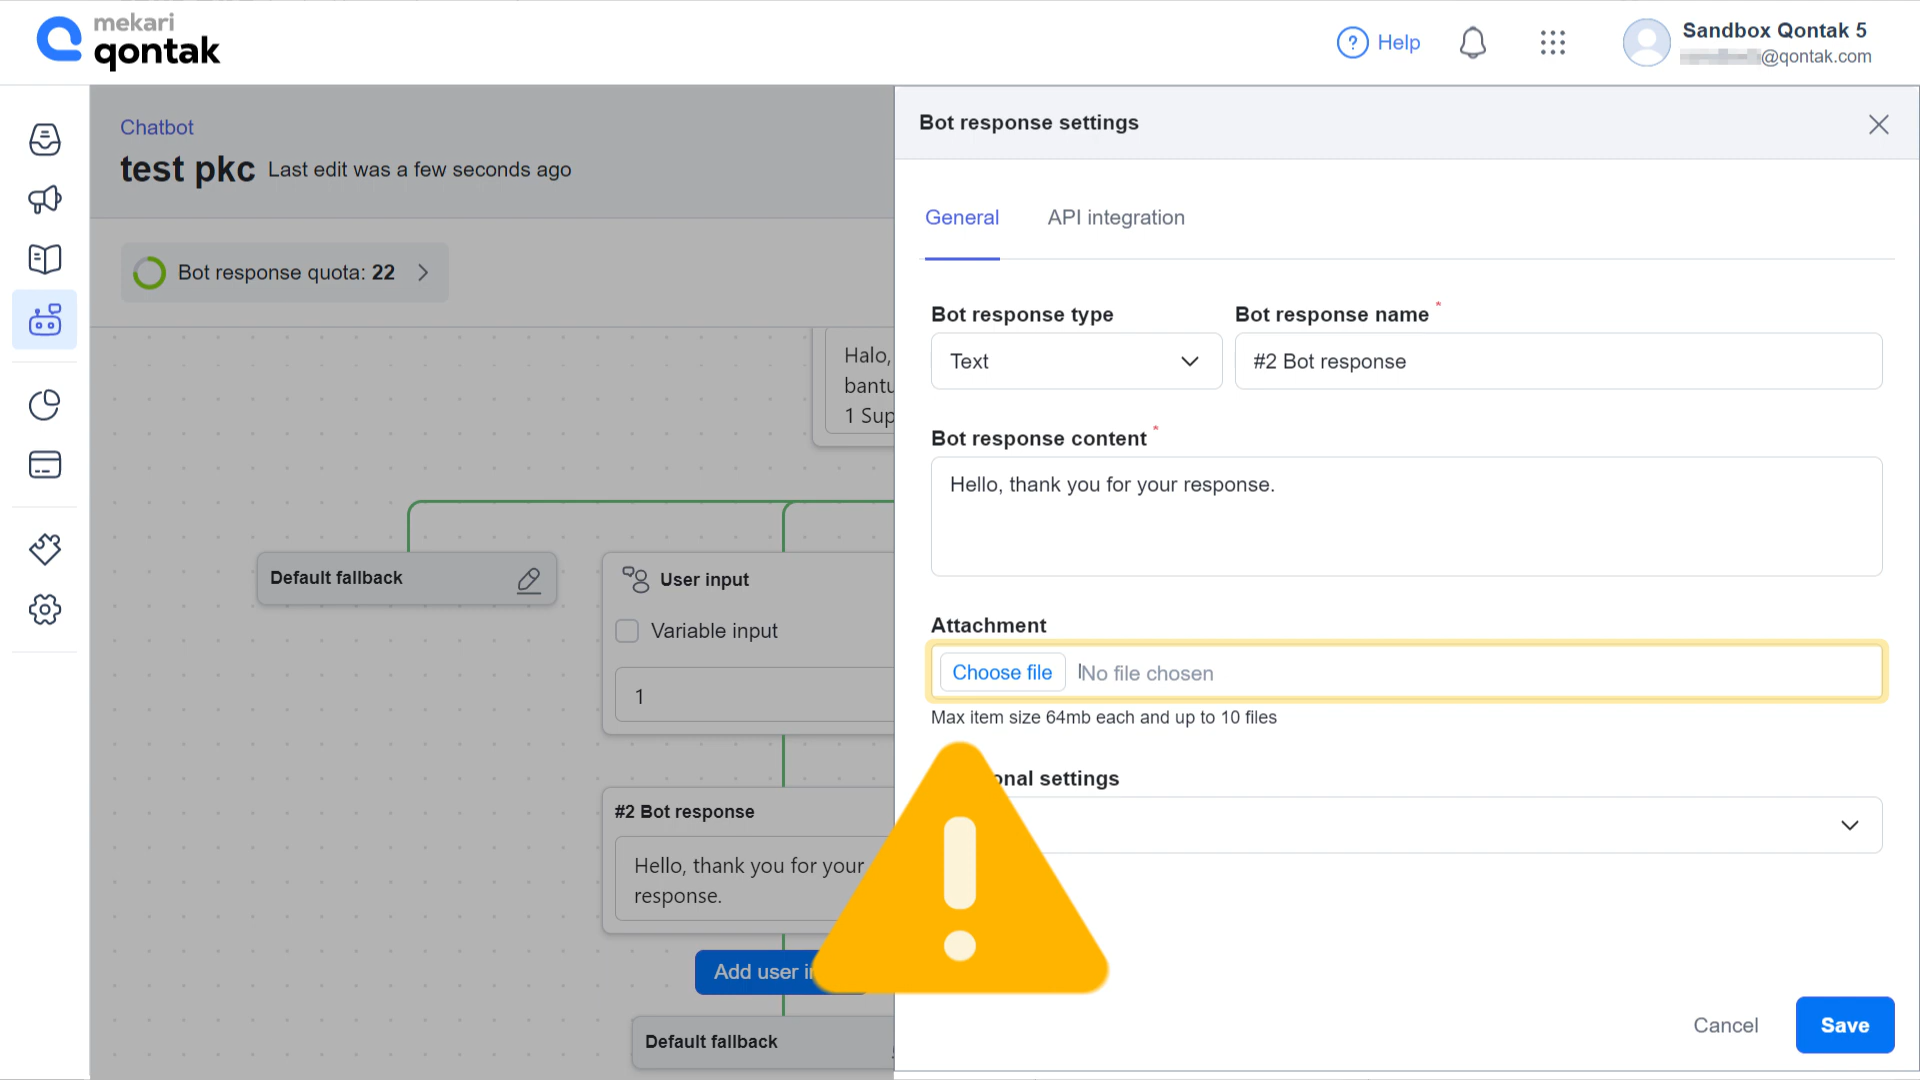 mekari
qontak
Help
Sandbox Qontak 5
@qontak.com
Chatbot
test pkc Last edit was a few seconds ago
Bot response quota: 22
Halo,
bantu
1 Sup
Default fallback
User input
Variable input
1
#2 Bot response
Hello, thank you for your
response.
Add user i
Default fallback
Bot response settings
General API integration
Bot response type
Bot response name *
Text
#2 Bot response
Bot response content *
Hello, thank you for your response.
Attachment
Choose file No file chosen
Max item size 64mb each and up to 10 files
onal settings
Cancel
Save